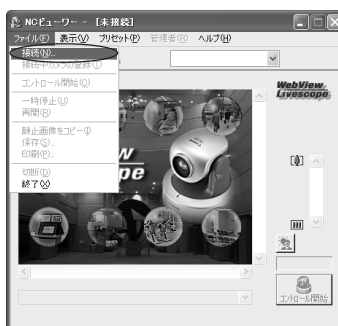 NCビューワー - [未接続]
ファイル(F) 表示(V) プリセット(P) 管理者(R) ヘルプ(H)
接続(N)...
接続中カメラの登録(T)
コントロール開始(C)
一時停止(U)
再開(R)
静止画像をコピー(I)
保存(S)...
印刷(P)...
切断(D)
終了(X)
WebView
Livescope
コントロール開始